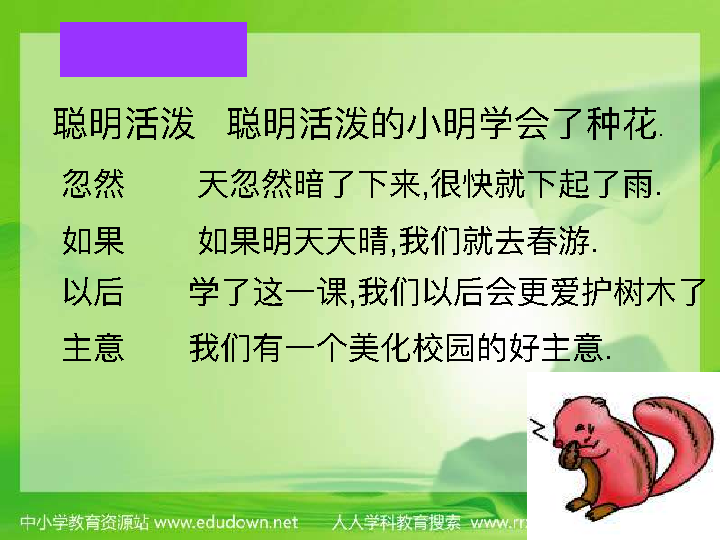 聪明活泼 聪明活泼的小明学会了种花.
忽然 天忽然暗了下来,很快就下起了雨.
如果 如果明天天晴,我们就去春游.
以后 学了这一课,我们以后会更爱护树木了
主意 我们有一个美化校园的好主意.
中小学教育资源站 www.edudown.net 人人学科教育搜索 www.rr